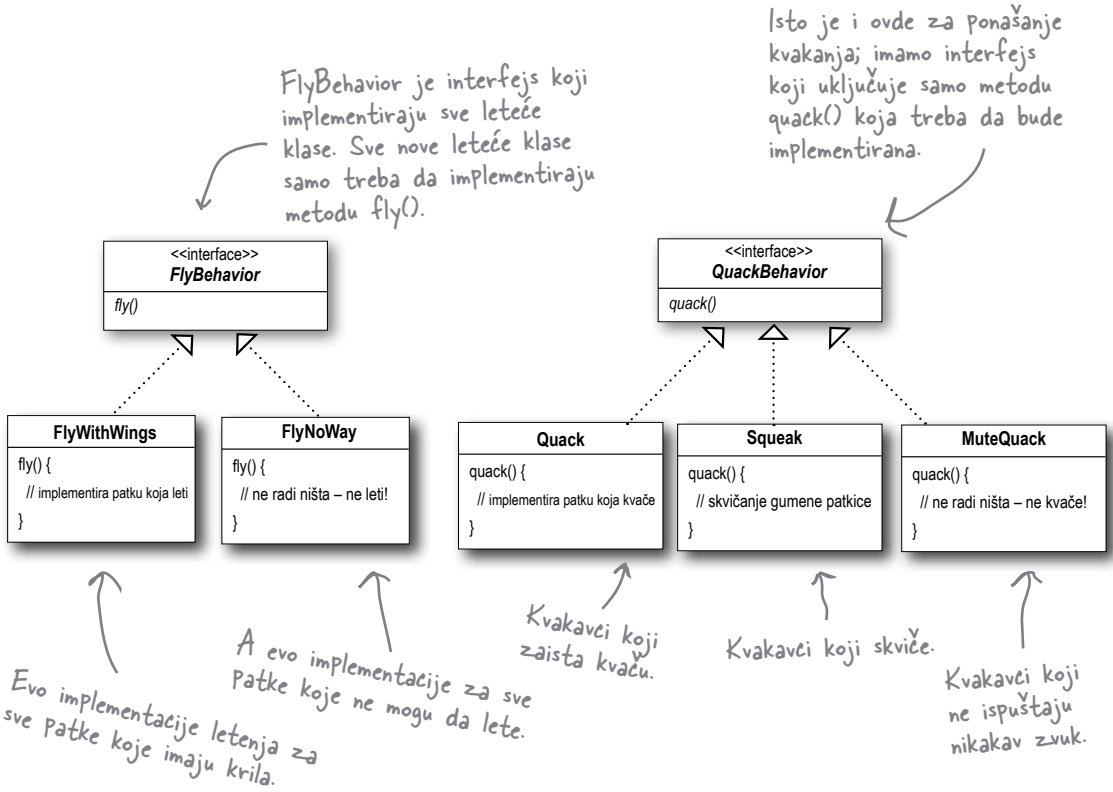 Isto je i ovde za ponašanje
kvakanja; imamo interfejs
koji uključuje samo metodu
quack() koja treba da bude
implementirana.
FlyBehavior je interfejs koji
implementiraju sve leteće
klase. Sve nove leteće klase
samo treba da implementiraju
metodu fly().
<<interface>>
FlyBehavior
fly()
<<interface>>
QuackBehavior
quack()
FlyWithWings
fly() {
// implementira patku koja leti
}
FlyNoWay
fly() {
// ne radi ništa – ne leti!
}
Quack
quack() {
// implementira patku koja kvače
}
Squeak
quack() {
// skvičanje gumene patkice
}
MuteQuack
quack() {
// ne radi ništa – ne kvače!
}
Evo implementacije letenja za
sve patke koje imaju krila.
A evo implementacije za sve
patke koje ne mogu da lete.
Kvakavci koji
zaista kvaču.
Kvakavci koji skviče.
Kvakavci koji
ne ispuštaju
nikakav zvuk.